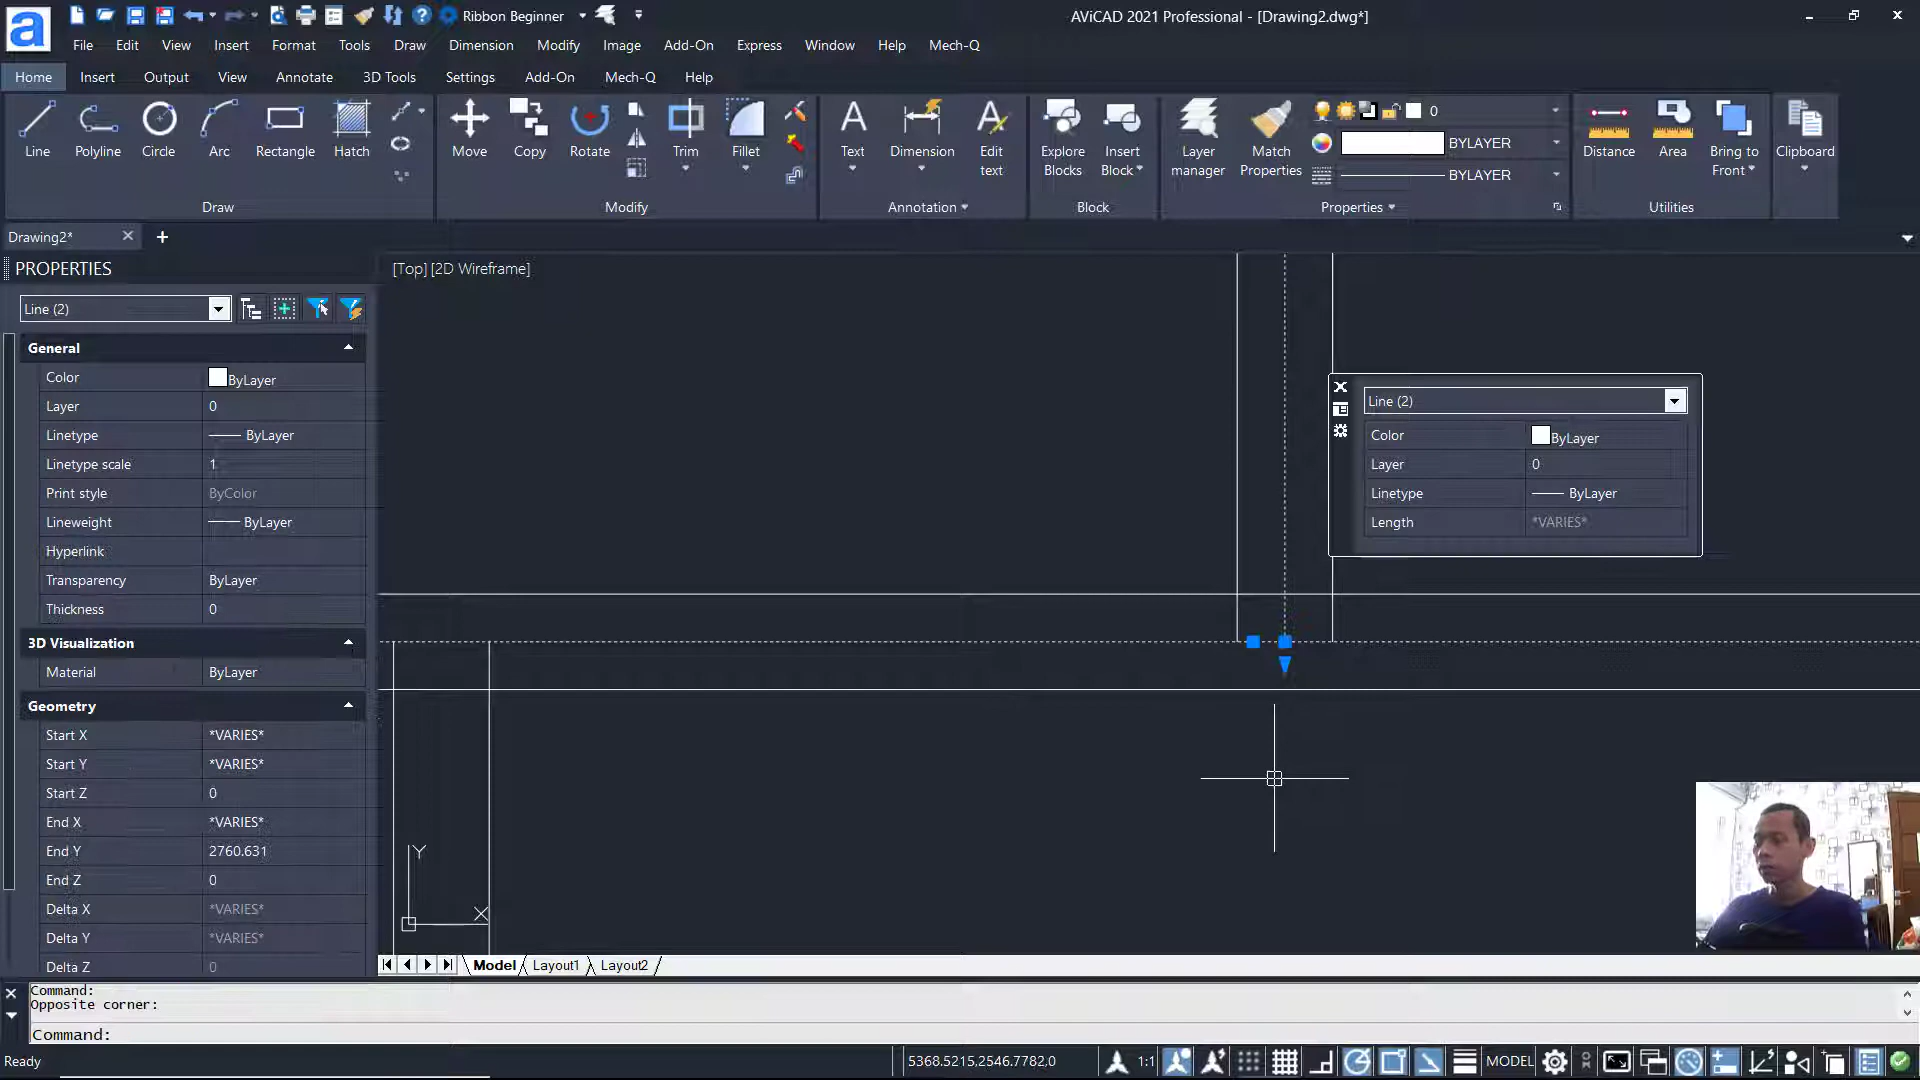 a
Ribbon Beginner
AViCAD 2021 Professional - [Drawing2.dwg*]
File Edit View Insert Format Tools Draw Dimension Modify Image Add-On Express Window Help Mech-Q
Home Insert Output View Annotate 3D Tools Settings Add-On Mech-Q Help
Line Polyline Circle Arc Rectangle Hatch
Move Copy Rotate Trim Fillet
Text Dimension Edit text
Explore Blocks Insert Block
Layer manager Match Properties
0
BYLAYER
BYLAYER
Distance Area Bring to Front Clipboard
Draw Modify Annotation Block Properties Utilities
Drawing2*
PROPERTIES
[Top] [2D Wireframe]
Line (2)
General
Color ByLayer
Layer 0
Linetype ByLayer
Linetype scale 1
Print style ByColor
Lineweight ByLayer
Hyperlink
Transparency ByLayer
Thickness 0
3D Visualization
Material ByLayer
Geometry
Start X *VARIES*
Start Y *VARIES*
Start Z 0
End X *VARIES*
End Y 2760.631
End Z 0
Delta X *VARIES*
Delta Y *VARIES*
Delta Z 0
Line (2)
Color ByLayer
Layer 0
Linetype ByLayer
Length *VARIES*
Y
X
Model Layout1 Layout2
Command:
Opposite corner:
Command:
Ready
5368.5215,2546.7782,0
1:1
MODEL